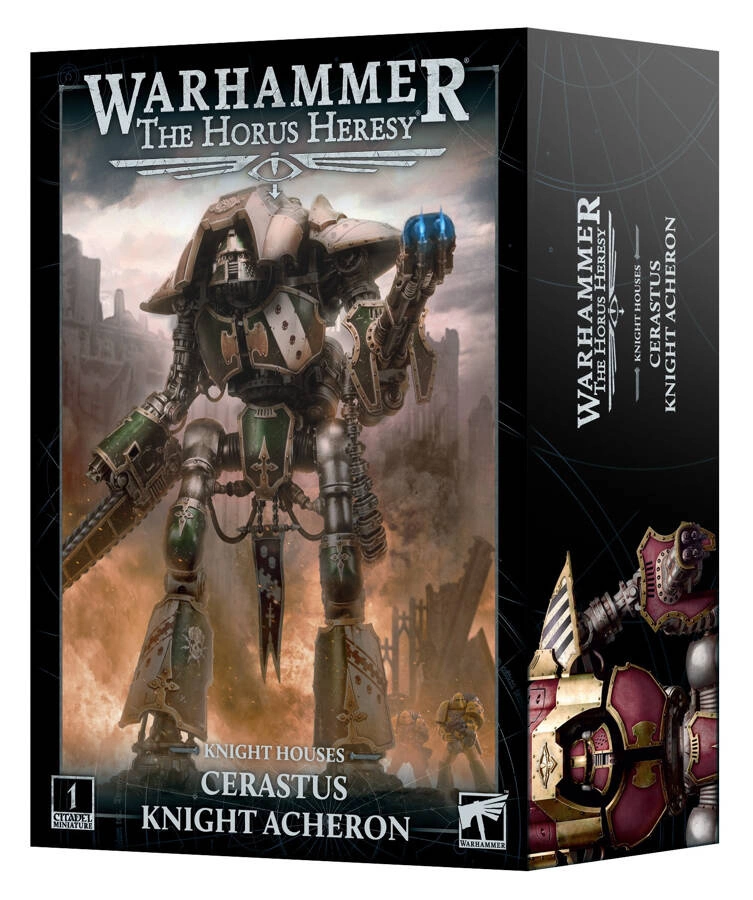 WARHAMMER®
THE HORUS HERESY®
KNIGHT HOUSES
CERASTUS
KNIGHT ACHERON
1
CITADEL
MINIATURE
WARHAMMER™
WARHAMMER
THE HORUS HERESY
KNIGHT HOUSES
CERASTUS
KNIGHT ACHERON